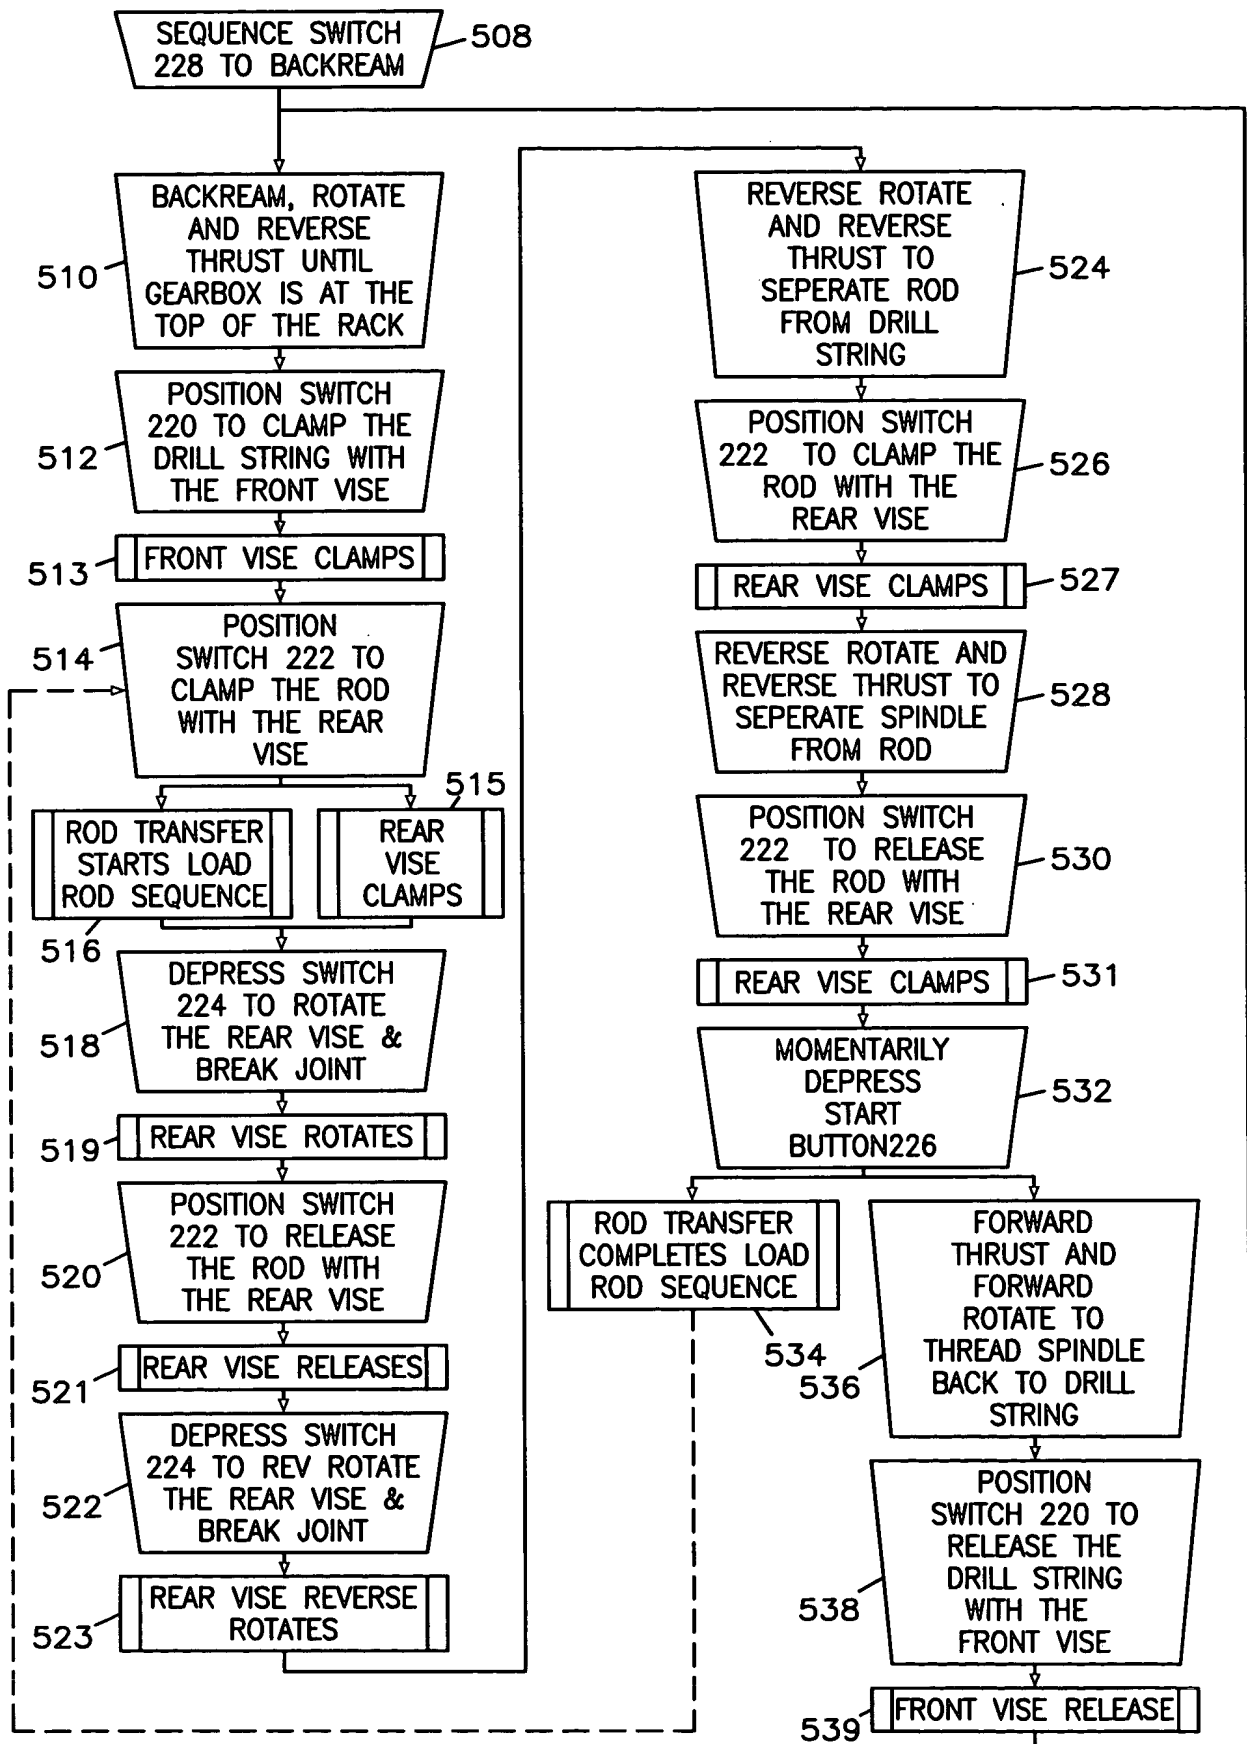 SEQUENCE SWITCH
228 TO BACKREAM
508
BACKREAM, ROTATE
AND REVERSE
THRUST UNTIL
GEARBOX IS AT THE
TOP OF THE RACK
510
POSITION SWITCH
220 TO CLAMP THE
DRILL STRING WITH
THE FRONT VISE
512
FRONT VISE CLAMPS
513
POSITION
SWITCH 222 TO
CLAMP THE ROD
WITH THE REAR
VISE
514
515
ROD TRANSFER
STARTS LOAD
ROD SEQUENCE
516
REAR
VISE
CLAMPS
DEPRESS SWITCH
224 TO ROTATE
THE REAR VISE &
BREAK JOINT
518
REAR VISE ROTATES
519
POSITION SWITCH
222 TO RELEASE
THE ROD WITH
THE REAR VISE
520
REAR VISE RELEASES
521
DEPRESS SWITCH
224 TO REV ROTATE
THE REAR VISE &
BREAK JOINT
522
REAR VISE REVERSE
ROTATES
523
REVERSE ROTATE
AND REVERSE
THRUST TO
SEPERATE ROD
FROM DRILL
STRING
524
POSITION SWITCH
222 TO CLAMP THE
ROD WITH THE
REAR VISE
526
REAR VISE CLAMPS
527
REVERSE ROTATE AND
REVERSE THRUST TO
SEPERATE SPINDLE
FROM ROD
528
POSITION SWITCH
222 TO RELEASE
THE ROD WITH
THE REAR VISE
530
REAR VISE CLAMPS
531
MOMENTARILY
DEPRESS
START
BUTTON226
532
ROD TRANSFER
COMPLETES LOAD
ROD SEQUENCE
534
FORWARD
THRUST AND
FORWARD
ROTATE TO
THREAD SPINDLE
BACK TO DRILL
STRING
536
POSITION
SWITCH 220 TO
RELEASE THE
DRILL STRING
WITH THE
FRONT VISE
538
FRONT VISE RELEASE
539